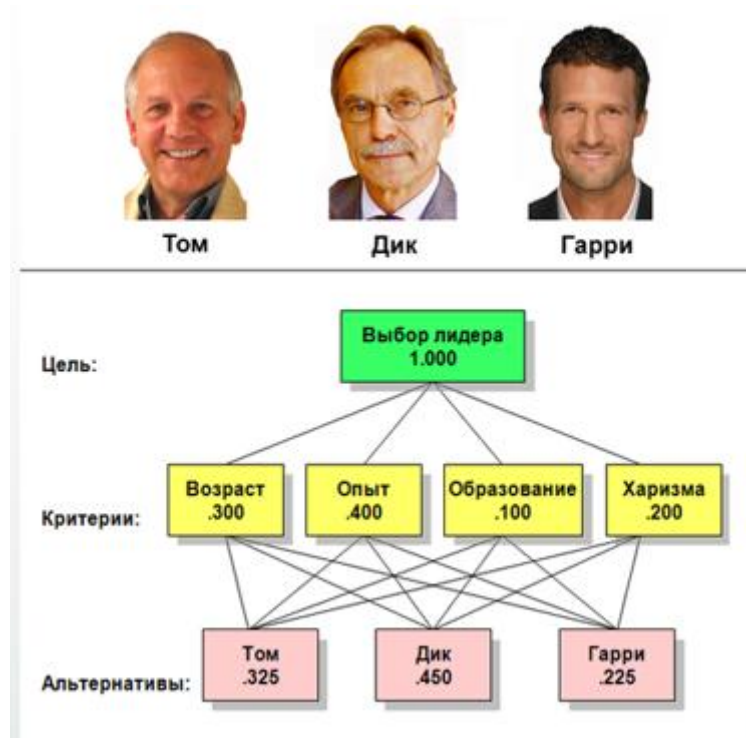 Том Дик Гарри
Цель:
Выбор лидера
1.000
Критерии:
Возраст
.300
Опыт
.400
Образование
.100
Харизма
.200
Альтернативы:
Том
.325
Дик
.450
Гарри
.225